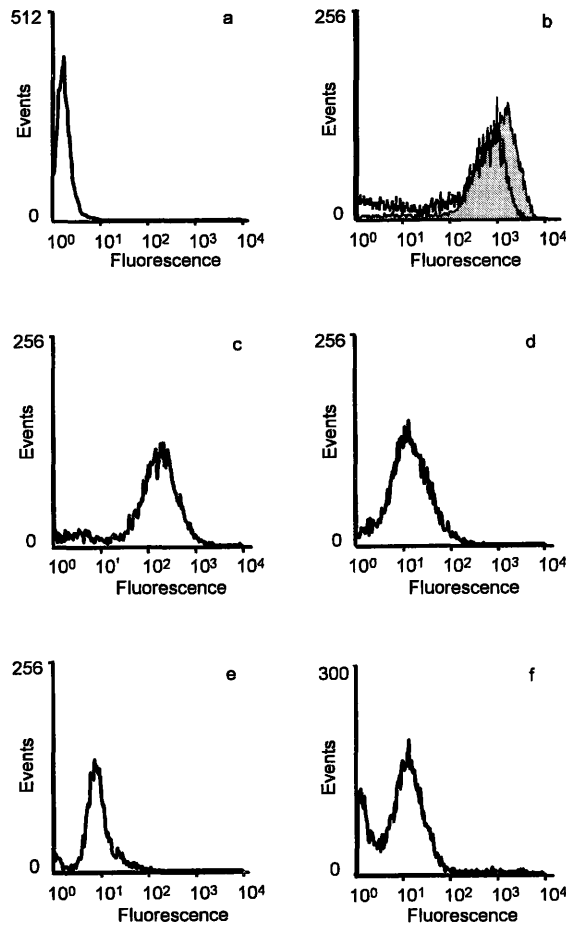 512
a
Events
0
10⁰ 10¹ 10² 10³ 10⁴
Fluorescence
256
b
Events
0
10⁰ 10¹ 10² 10³ 10⁴
Fluorescence
256
c
Events
0
10⁰ 10¹ 10² 10³ 10⁴
Fluorescence
256
d
Events
0
10⁰ 10¹ 10² 10³ 10⁴
Fluorescence
256
e
Events
0
10⁰ 10¹ 10² 10³ 10⁴
Fluorescence
300
f
Events
0
10⁰ 10¹ 10² 10³ 10⁴
Fluorescence